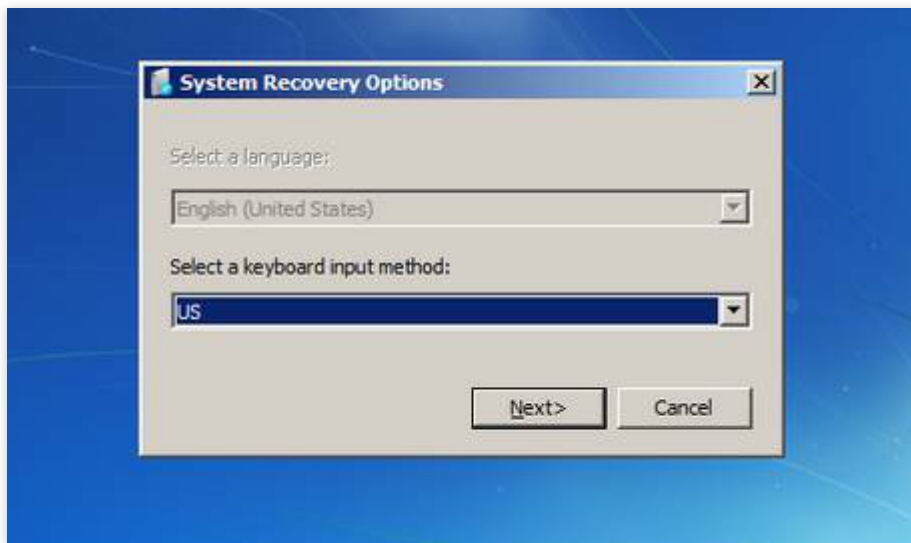 System Recovery Options
Select a language:
English (United States)
Select a keyboard input method:
US
Next>
Cancel